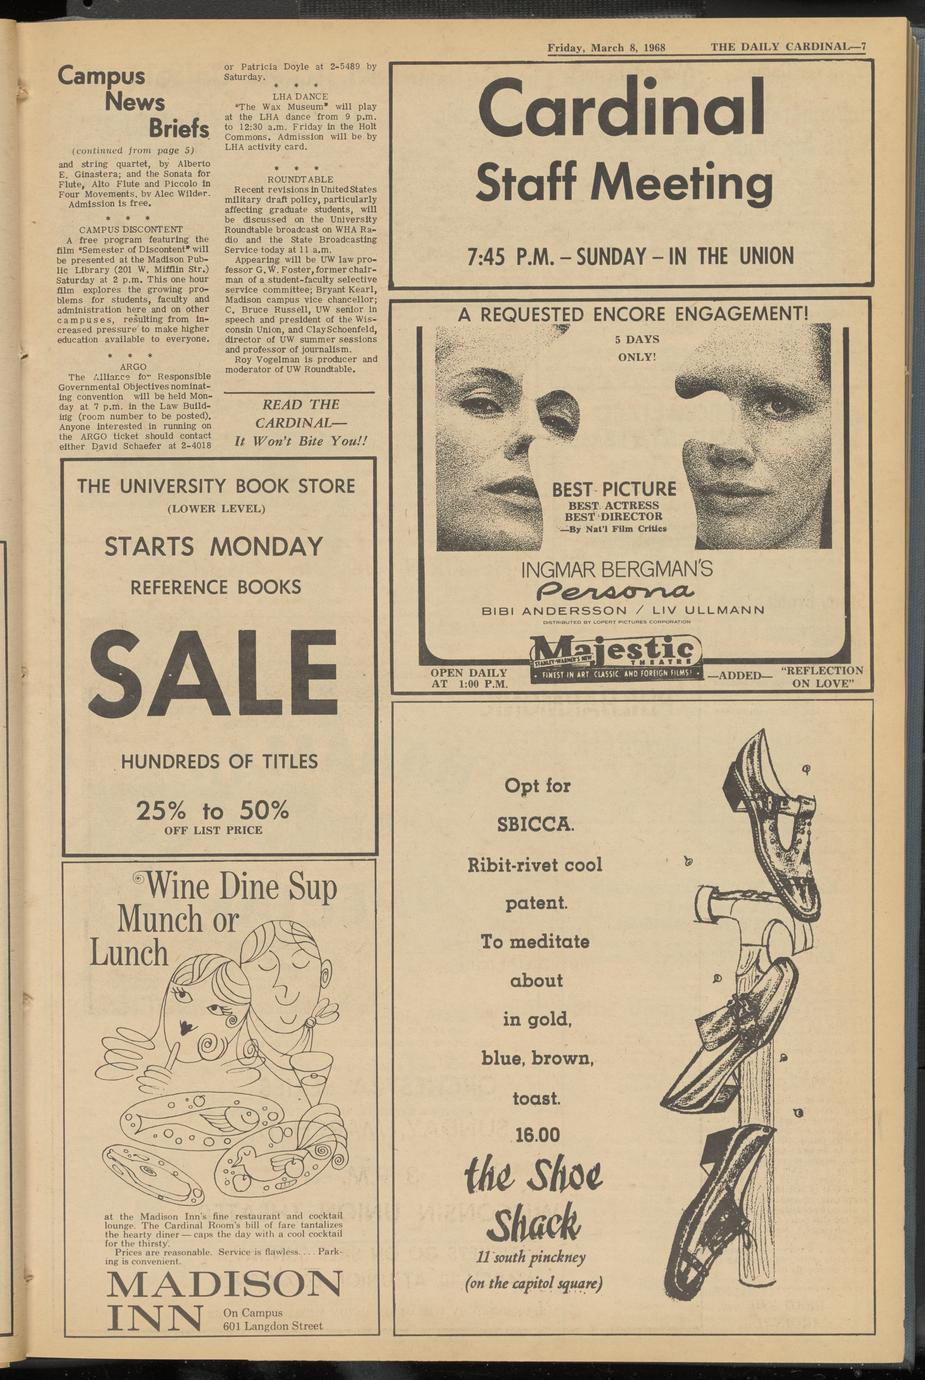 Friday, March 8, 1968 THE DAILY CARDINAL—7
Campus
News
Briefs
(continued from page 5)
and string quartet, by Alberto
E. Ginastera; and the Sonata for
Flute, Alto Flute and Piccolo in
Four Movements, by Alec Wilder.
Admission is free.
* * *
CAMPUS DISCONTENT
A free program featuring the
film "Semester of Discontent" will
be presented at the Madison Pub-
lic Library (201 W. Mifflin Str.)
Saturday at 2 p.m. This one hour
film explores the growing pro-
blems for students, faculty and
administration here and on other
campuses, resulting from in-
creased pressure to make higher
education available to everyone.
* * *
ARGO
The Alliance for Responsible
Governmental Objectives nominat-
ing convention will be held Mon-
day at 7 p.m. in the Law Build-
ing (room number to be posted).
Anyone interested in running on
the ARGO ticket should contact
either David Schaefer at 2-4018
or Patricia Doyle at 2-5489 by
Saturday.
* * *
LHA DANCE
"The Wax Museum" will play
at the LHA dance from 9 p.m.
to 12:30 a.m. Friday in the Holt
Commons. Admission will be by
LHA activity card.
* * *
ROUNDTABLE
Recent revisions in United States
military draft policy, particularly
affecting graduate students, will
be discussed on the University
Roundtable broadcast on WHA Ra-
dio and the State Broadcasting
Service today at 11 a.m.
Appearing will be UW law pro-
fessor G. W. Foster, former chair-
man of a student-faculty selective
service committee; Bryant Kearl,
Madison campus vice chancellor;
C. Bruce Russell, UW senior in
speech and president of the Wis-
consin Union, and Clay Schoenfeld,
director of UW summer sessions
and professor of journalism.
Roy Vogelman is producer and
moderator of UW Roundtable.
READ THE
CARDINAL—
It Won't Bite You!!
Cardinal
Staff Meeting
7:45 P.M. – SUNDAY – IN THE UNION
A REQUESTED ENCORE ENGAGEMENT!
5 DAYS
ONLY!
BEST PICTURE
BEST ACTRESS
BEST DIRECTOR
—By Nat'l Film Critics
INGMAR BERGMAN'S
Persona
BIBI ANDERSSON / LIV ULLMANN
DISTRIBUTED BY LOPERT PICTURES CORPORATION
Majestic
STANLEY-WARNER'S NEW THEATRE
• FINEST IN ART CLASSIC AND FOREIGN FILMS! •
OPEN DAILY
AT 1:00 P.M.
—ADDED— "REFLECTION
ON LOVE"
THE UNIVERSITY BOOK STORE
(LOWER LEVEL)
STARTS MONDAY
REFERENCE BOOKS
SALE
HUNDREDS OF TITLES
25% to 50%
OFF LIST PRICE
Wine Dine Sup
Munch or
Lunch
at the Madison Inn's fine restaurant and cocktail
lounge. The Cardinal Room's bill of fare tantalizes
the hearty diner — caps the day with a cool cocktail
for the thirsty.
Prices are reasonable. Service is flawless.... Park-
ing is convenient.
MADISON
INN
On Campus
601 Langdon Street
Opt for
SBICCA.
Ribit-rivet cool
patent.
To meditate
about
in gold,
blue, brown,
toast.
16.00
the Shoe
Shack
11 south pinckney
(on the capitol square)